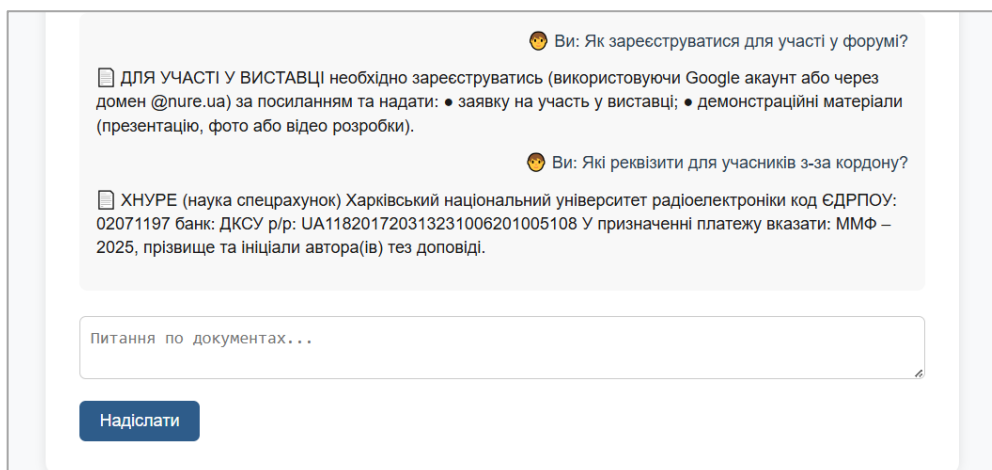 Ви: Як зареєструватися для участі у форумі?
ДЛЯ УЧАСТІ У ВИСТАВЦІ необхідно зареєструватись (використовуючи Google акаунт або через
домен @nure.ua) за посиланням та надати: ● заявку на участь у виставці; ● демонстраційні матеріали
(презентацію, фото або відео розробки).
Ви: Які реквізити для учасників з-за кордону?
ХНУРЕ (наука спецрахунок) Харківський національний університет радіоелектроніки код ЄДРПОУ:
02071197 банк: ДКСУ р/р: UA118201720313231006201005108 У призначенні платежу вказати: ММФ –
2025, прізвище та ініціали автора(ів) тез доповіді.
Питання по документах...
Надіслати